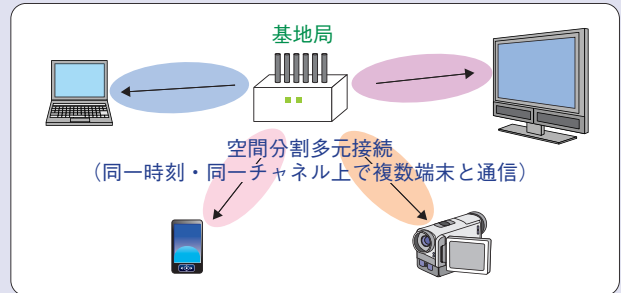 基地局
空間分割多元接続
（同一時刻・同一チャネル上で複数端末と通信）